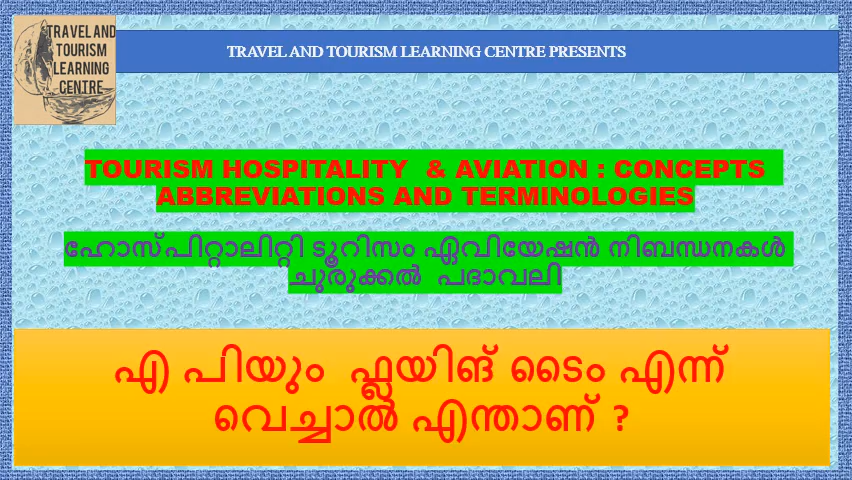 TRAVEL AND
TOURISM
LEARNING
CENTRE
TRAVEL AND TOURISM LEARNING CENTRE PRESENTS
TOURISM HOSPITALITY & AVIATION : CONCEPTS
ABBREVIATIONS AND TERMINOLOGIES
ഹോസ്പിറ്റാലിറ്റി ടൂറിസം ഏവിയേഷൻ നിബന്ധനകൾ
ചുരുക്കൽ പദാവലി
എ പിയും ഫ്ലയിങ് ടൈം എന്ന്
വെച്ചാൽ എന്താണ് ?